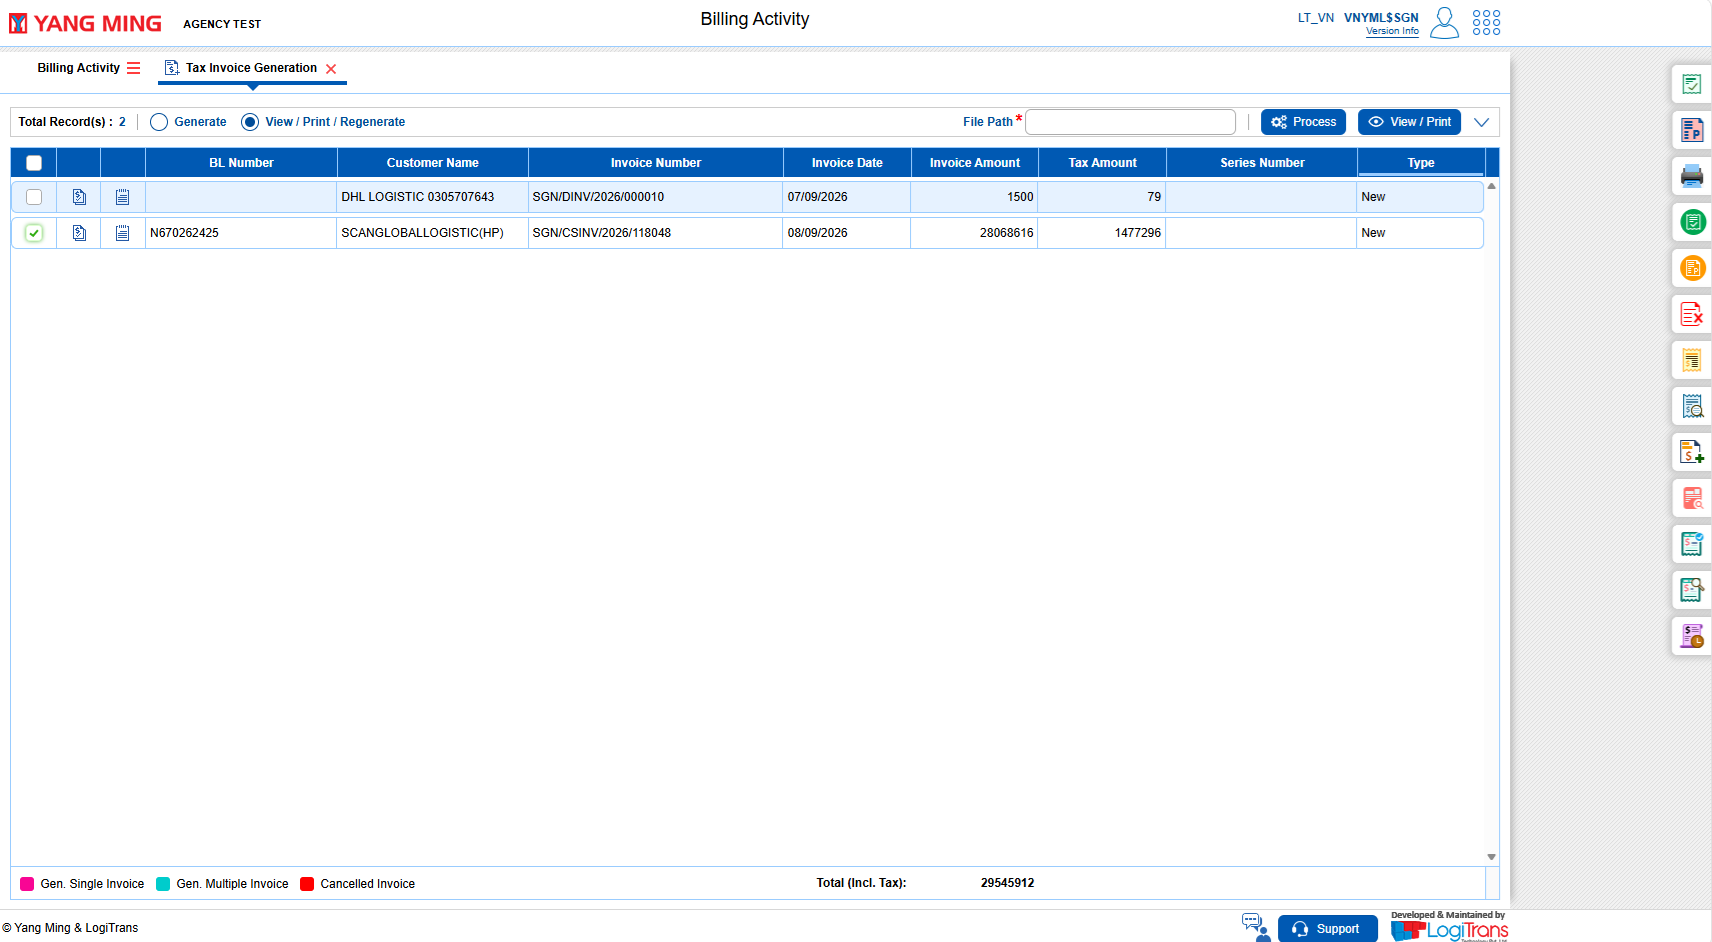 YANG MING AGENCY TEST Billing Activity LT_VN VNYML$SGN
Version Info
Billing Activity Tax Invoice Generation
Total Record(s) : 2 Generate View / Print / Regenerate File Path * Process View / Print
BL Number Customer Name Invoice Number Invoice Date Invoice Amount Tax Amount Series Number Type
DHL LOGISTIC 0305707643 SGN/DINV/2026/000010 07/09/2026 1500 79 New
N670262425 SCANGLOBALLOGISTIC(HP) SGN/CSINV/2026/118048 08/09/2026 28068616 1477296 New
Gen. Single Invoice Gen. Multiple Invoice Cancelled Invoice Total (Incl. Tax): 29545912
© Yang Ming & LogiTrans Support Developed & Maintained by
LogiTrans